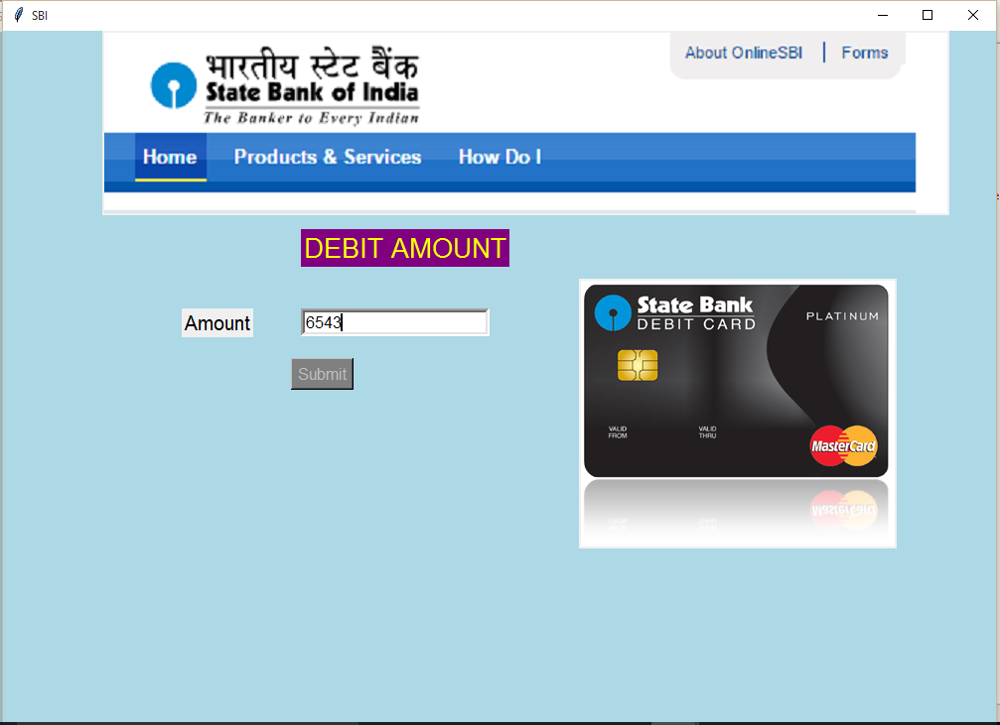 SBI
About OnlineSBI | Forms
भारतीय स्टेट बैंक
State Bank of India
The Banker to Every Indian
Home Products & Services How Do I
DEBIT AMOUNT
Amount 6543
Submit
State Bank
DEBIT CARD
PLATINUM
VALID FROM VALID THRU
MasterCard